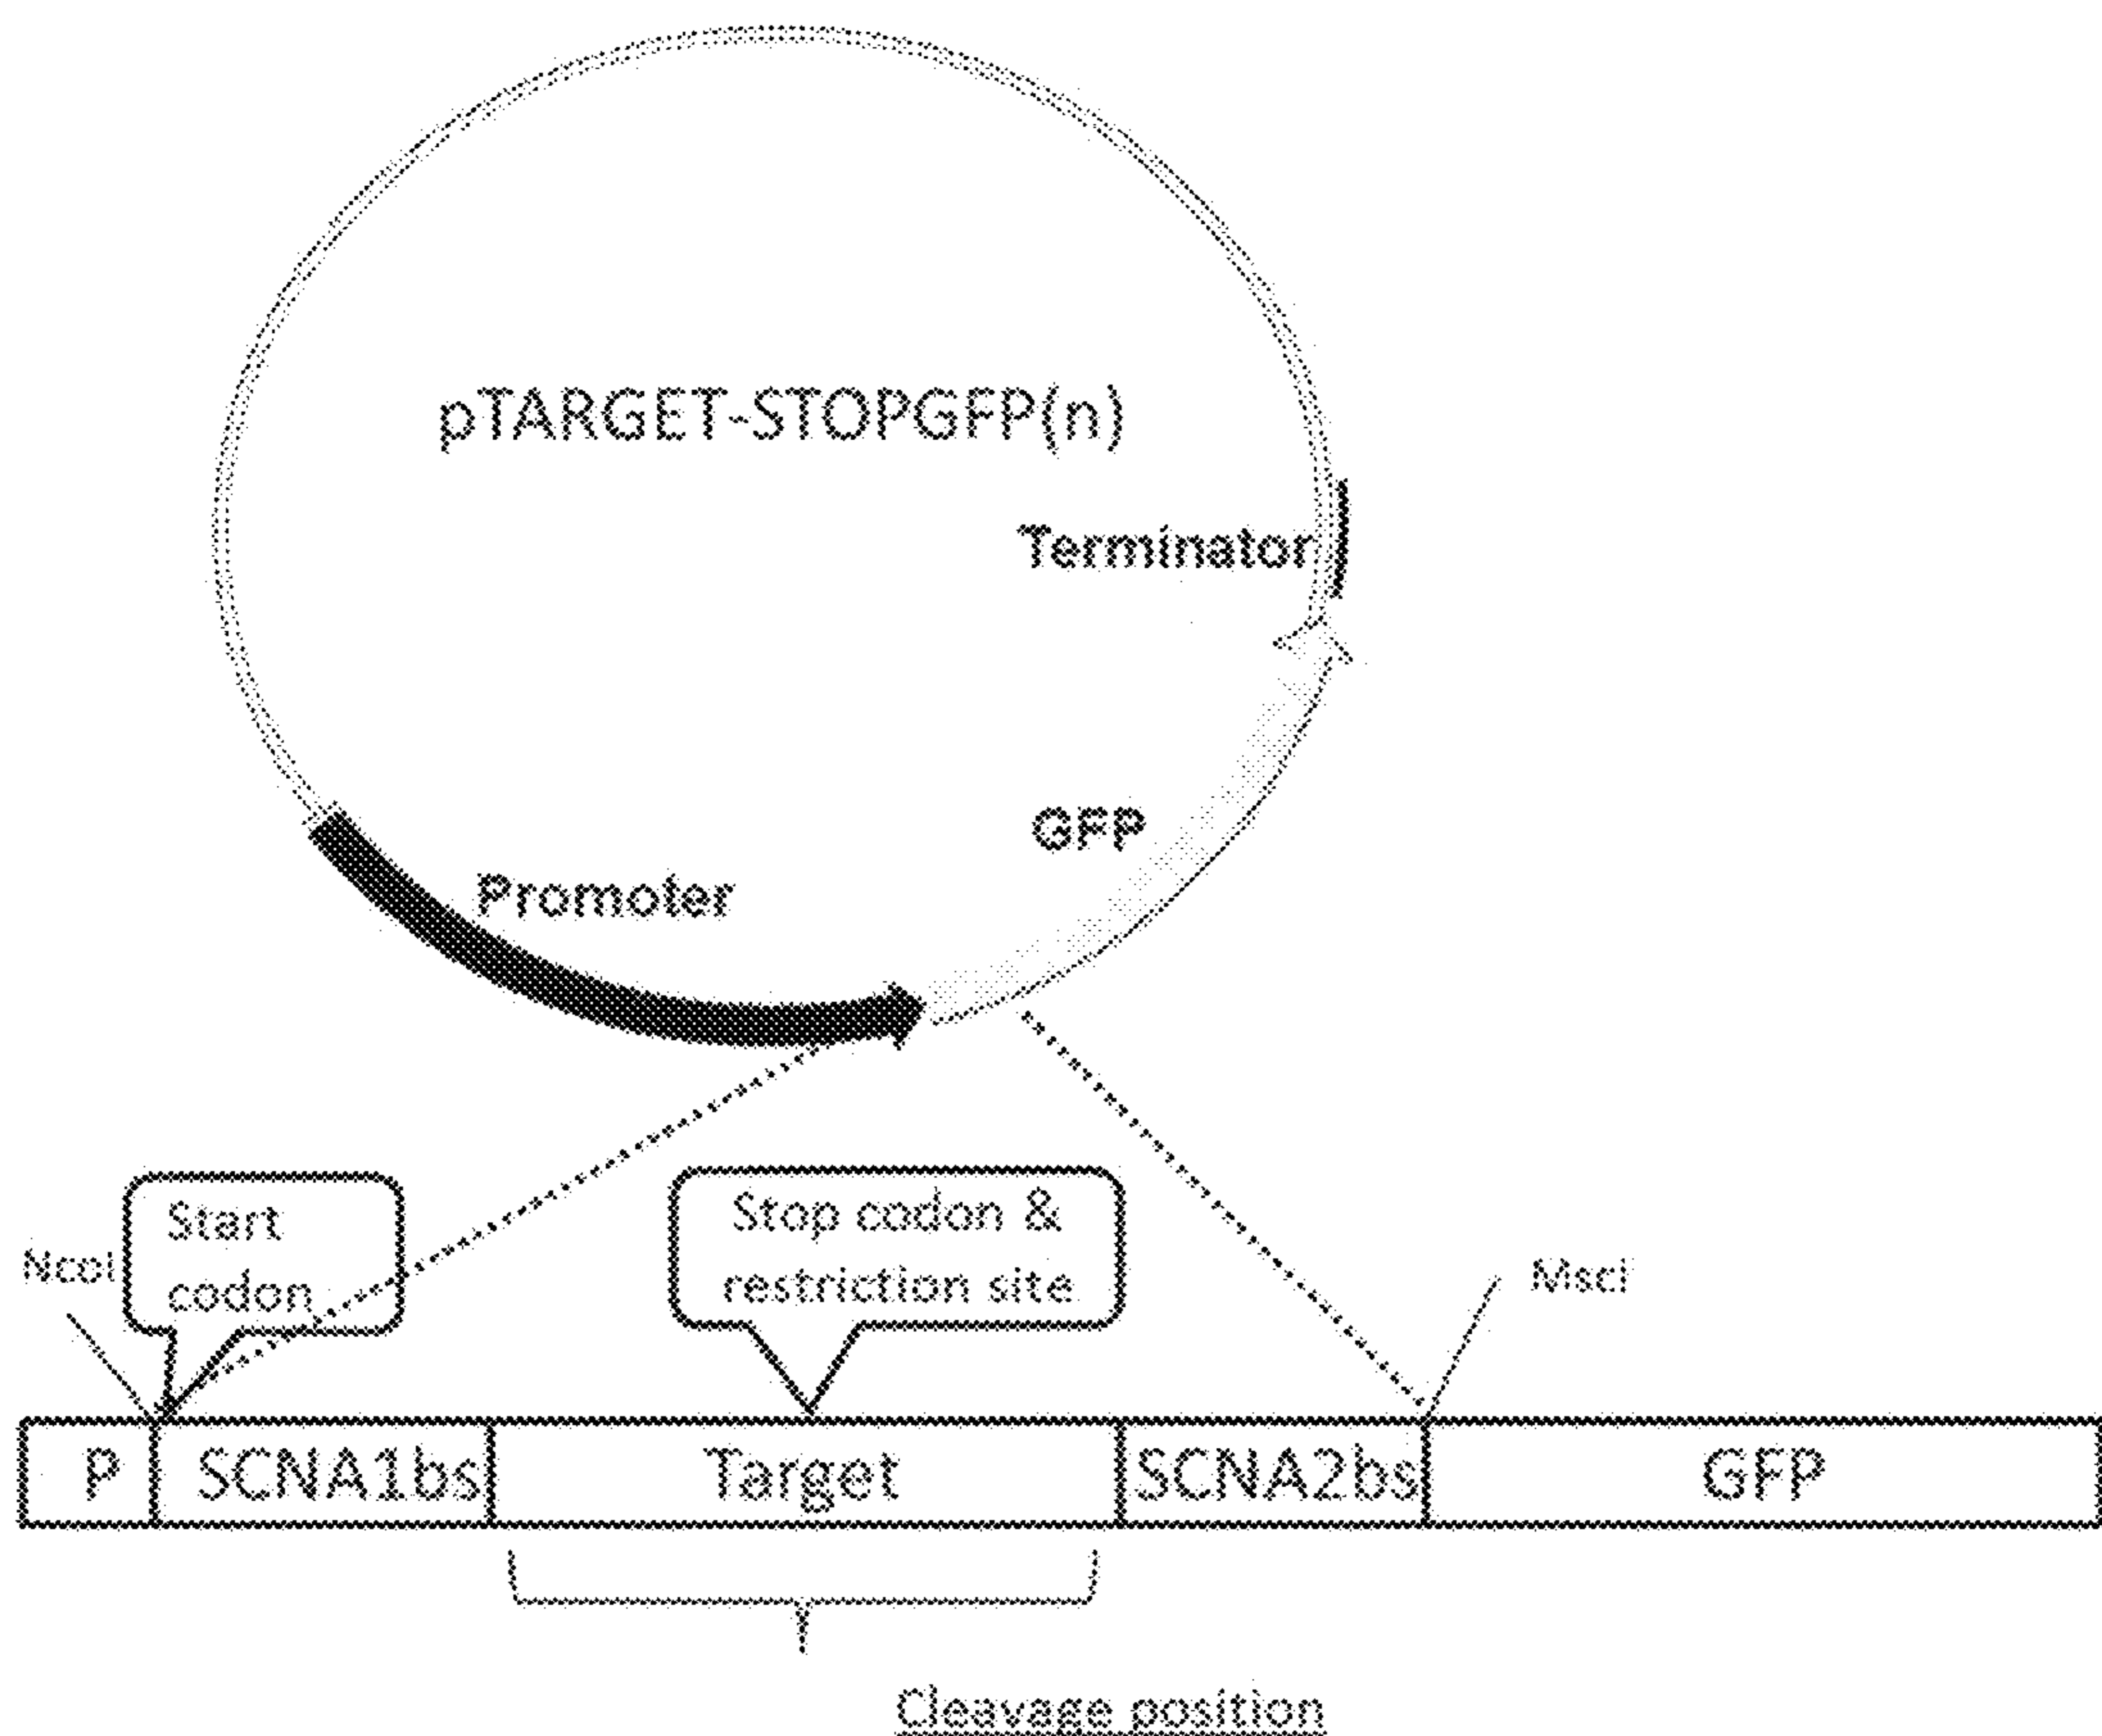 pTARGET-STOPGFP(n)
Terminator
GFP
Promoter
Start
codon
Stop codon &
restriction site
NcoI
MscI
P
SCNA1bs
Target
SCNA2bs
GFP
Cleavage position